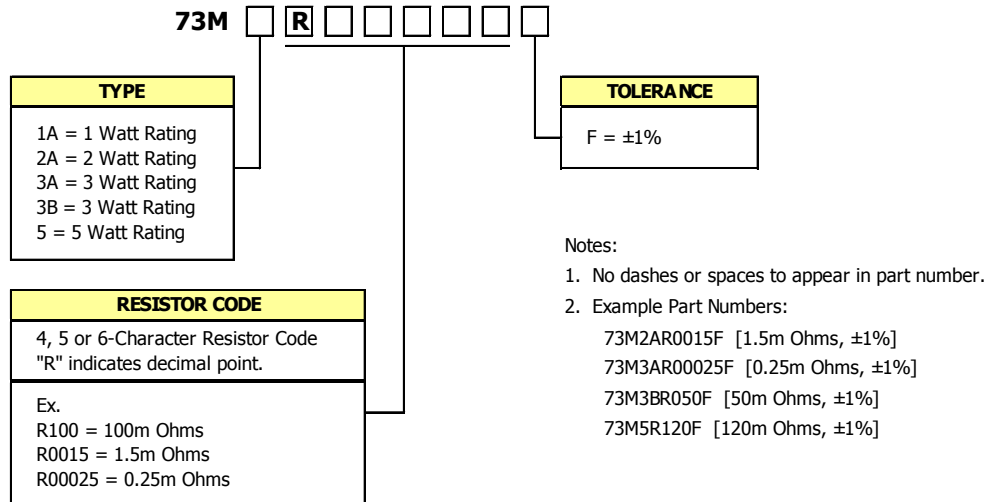 73M R
TYPE
1A = 1 Watt Rating
2A = 2 Watt Rating
3A = 3 Watt Rating
3B = 3 Watt Rating
5 = 5 Watt Rating
TOLERANCE
F = ±1%
RESISTOR CODE
4, 5 or 6-Character Resistor Code
"R" indicates decimal point.
Ex.
R100 = 100m Ohms
R0015 = 1.5m Ohms
R00025 = 0.25m Ohms
Notes:
1. No dashes or spaces to appear in part number.
2. Example Part Numbers:
73M2AR0015F [1.5m Ohms, ±1%]
73M3AR00025F [0.25m Ohms, ±1%]
73M3BR050F [50m Ohms, ±1%]
73M5R120F [120m Ohms, ±1%]